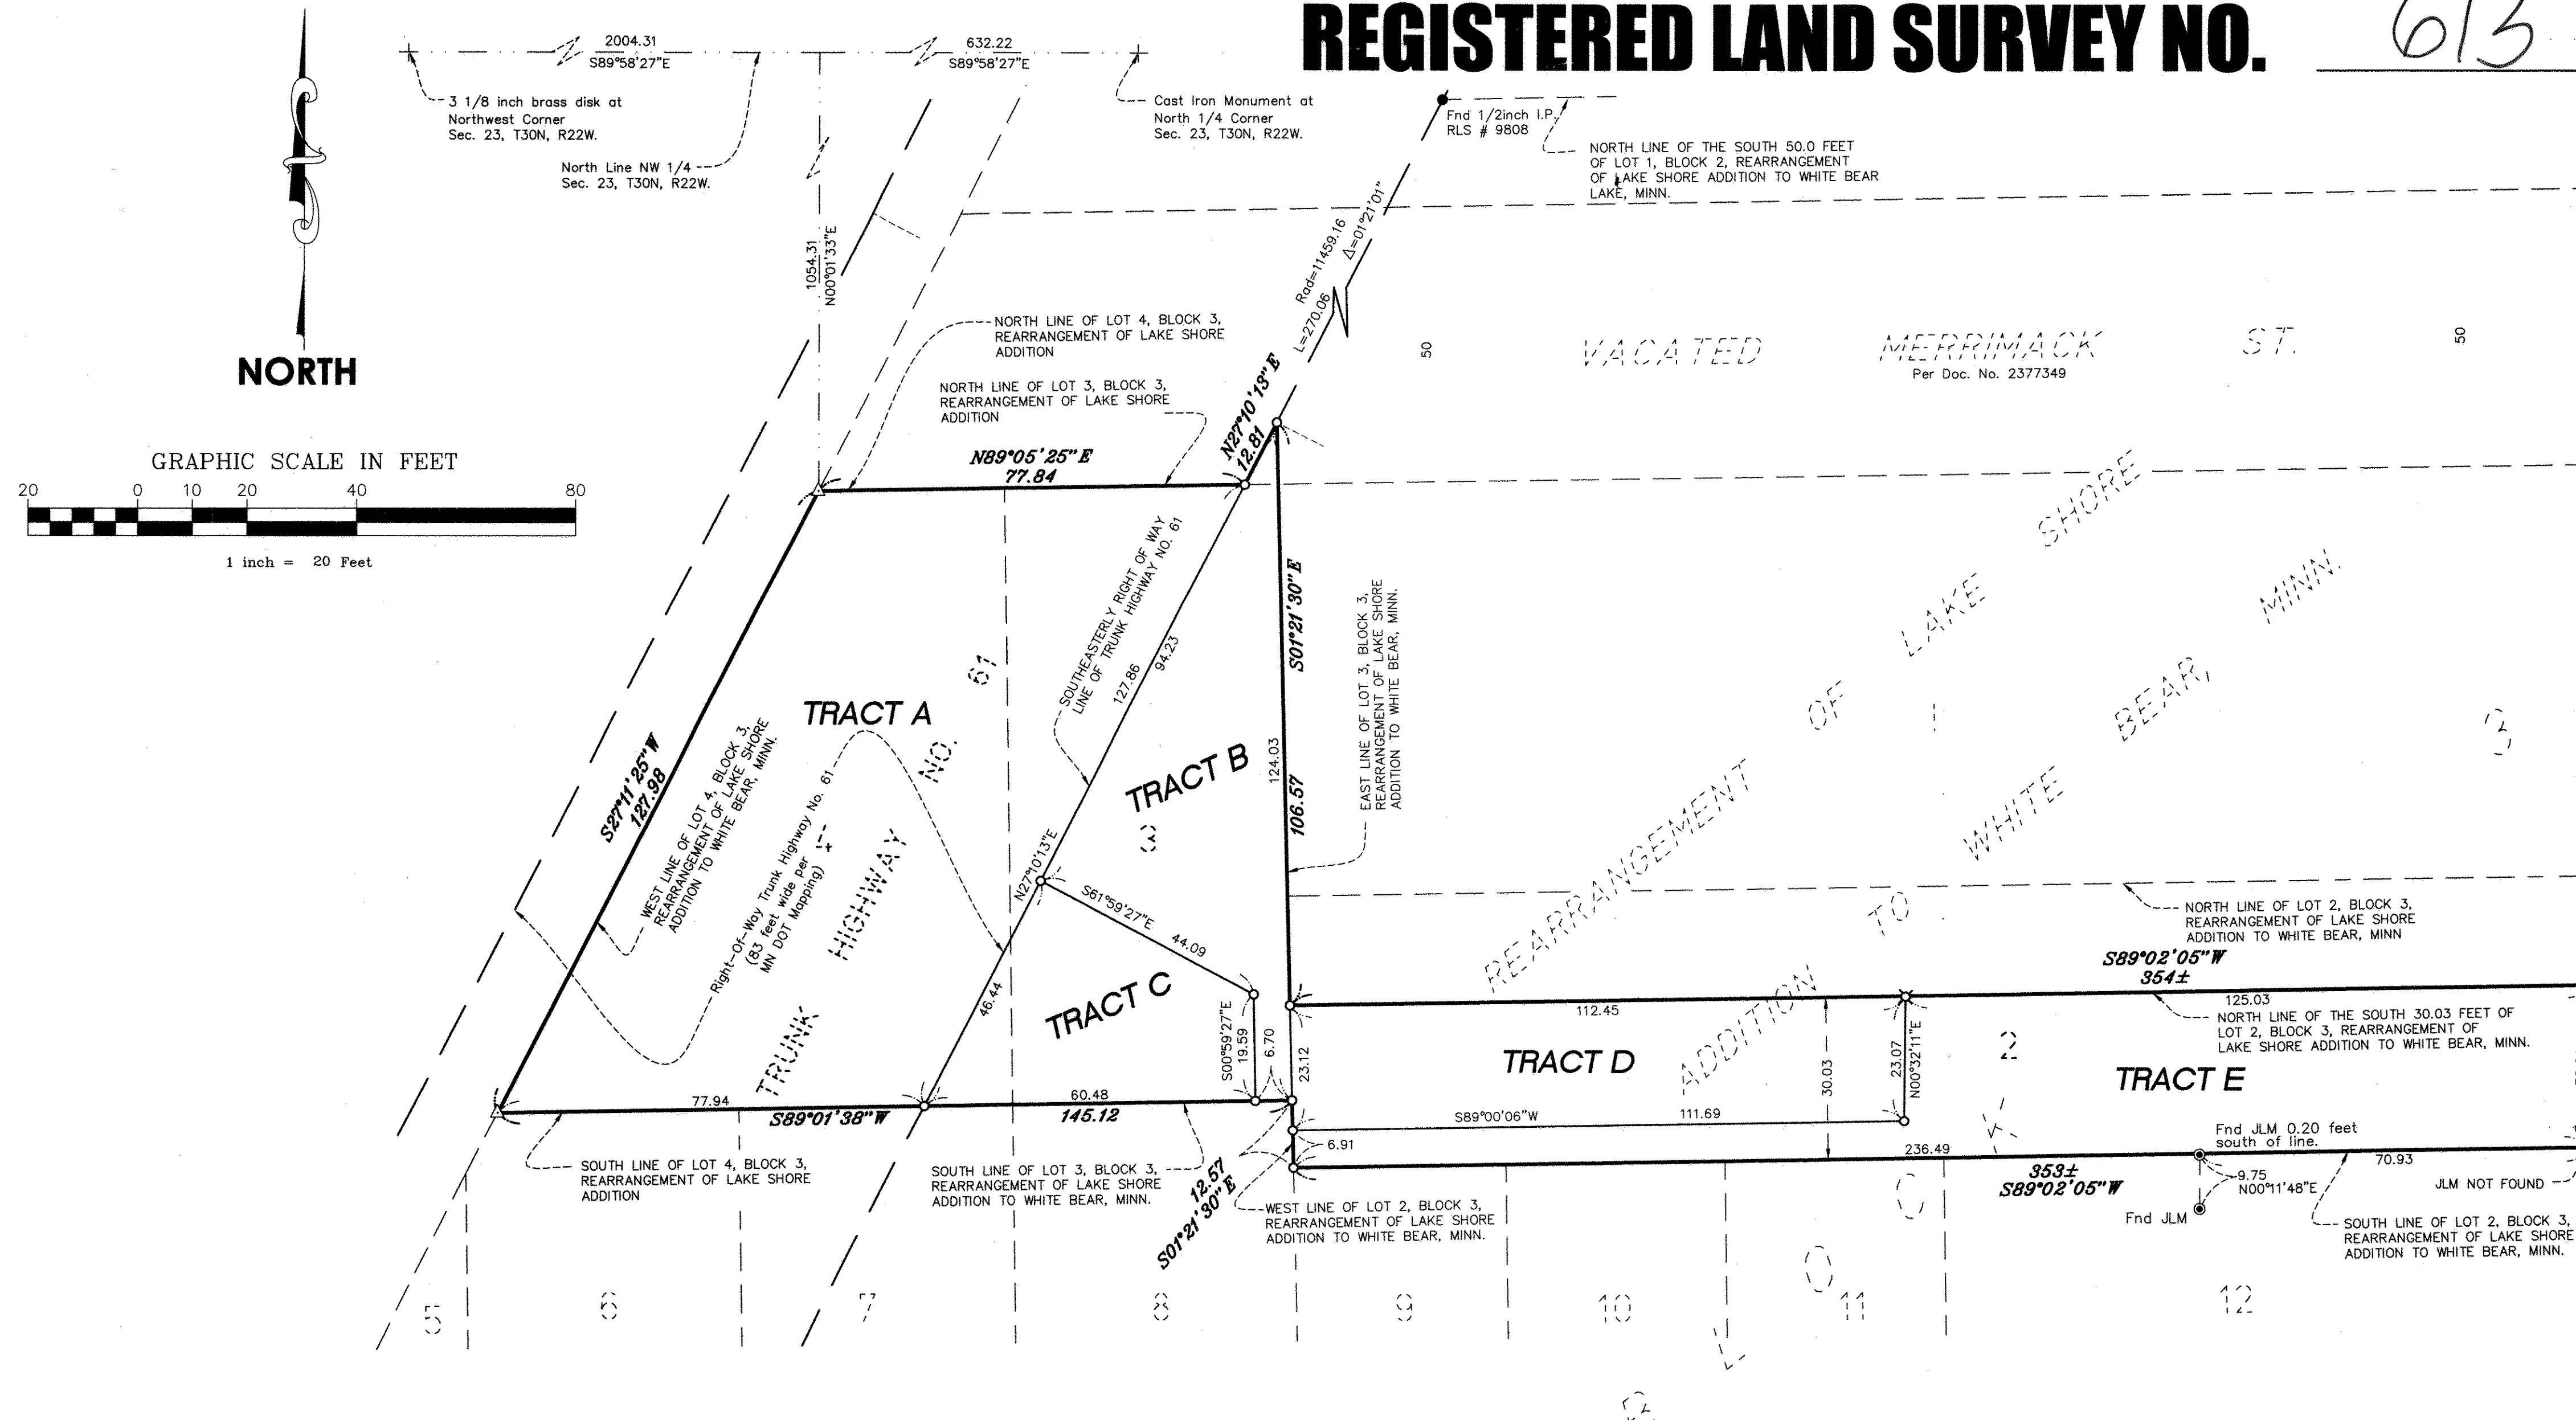 REGISTERED LAND SURVEY NO. 613
2004.31
S89°58'27"E
632.22
S89°58'27"E
3 1/8 inch brass disk at
Northwest Corner
Sec. 23, T30N, R22W.
North Line NW 1/4
Sec. 23, T30N, R22W.
Cast Iron Monument at
North 1/4 Corner
Sec. 23, T30N, R22W.
Fnd 1/2inch I.P.
RLS # 9808
NORTH LINE OF THE SOUTH 50.0 FEET
OF LOT 1, BLOCK 2, REARRANGEMENT
OF LAKE SHORE ADDITION TO WHITE BEAR
LAKE, MINN.
NORTH
GRAPHIC SCALE IN FEET
20 0 10 20 40 80
1 inch = 20 Feet
1054.31
N00°01'33"E
Rad=11459.16
Δ=01°21'01"
L=270.06
50
VACATED MERRIMACK ST.
Per Doc. No. 2377349
50
NORTH LINE OF LOT 4, BLOCK 3,
REARRANGEMENT OF LAKE SHORE
ADDITION
NORTH LINE OF LOT 3, BLOCK 3,
REARRANGEMENT OF LAKE SHORE
ADDITION
N89°05'25"E
77.84
N27°10'13"E
12.81
SOUTHEASTERLY RIGHT OF WAY
LINE OF TRUNK HIGHWAY NO. 61
127.86
94.23
S01°21'30"E
106.57
124.03
EAST LINE OF LOT 3, BLOCK 3,
REARRANGEMENT OF LAKE SHORE
ADDITION TO WHITE BEAR, MINN.
TRACT A
TRUNK HIGHWAY NO. 61
S27°11'25"W
127.98
WEST LINE OF LOT 4, BLOCK 3,
REARRANGEMENT OF LAKE SHORE
ADDITION TO WHITE BEAR, MINN.
Right-Of-Way Trunk Highway No. 61
(83 feet wide per
MN DOT Mapping)
4
TRACT B
3
N27°10'13"E
S61°59'27"E
44.09
TRACT C
46.44
S00°59'27"E
19.59
6.70
23.12
77.94
S89°01'38"W
60.48
145.12
REARRANGEMENT OF LAKE SHORE
ADDITION TO WHITE BEAR, MINN.
3
NORTH LINE OF LOT 2, BLOCK 3,
REARRANGEMENT OF LAKE SHORE
ADDITION TO WHITE BEAR, MINN
S89°02'05"W
354±
125.03
NORTH LINE OF THE SOUTH 30.03 FEET OF
LOT 2, BLOCK 3, REARRANGEMENT OF
LAKE SHORE ADDITION TO WHITE BEAR, MINN.
112.45
TRACT D
30.03
23.07
N00°32'11"E
2
TRACT E
S89°00'06"W
111.69
6.91
236.49
353±
S89°02'05"W
Fnd JLM 0.20 feet
south of line.
70.93
9.75
N00°11'48"E
JLM NOT FOUND
Fnd JLM
SOUTH LINE OF LOT 4, BLOCK 3,
REARRANGEMENT OF LAKE SHORE
ADDITION
SOUTH LINE OF LOT 3, BLOCK 3,
REARRANGEMENT OF LAKE SHORE
ADDITION TO WHITE BEAR, MINN.
12.57
S01°21'30"E
WEST LINE OF LOT 2, BLOCK 3,
REARRANGEMENT OF LAKE SHORE
ADDITION TO WHITE BEAR, MINN.
SOUTH LINE OF LOT 2, BLOCK 3,
REARRANGEMENT OF LAKE SHORE
ADDITION TO WHITE BEAR, MINN.
5 6 7 8 9 10 11 12